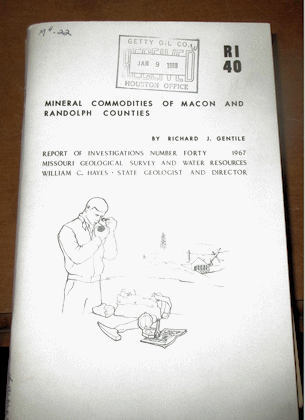 M°-22
GETTY OIL CO.
JAN 9 1968
HOUSTON OFFICE
RI
40
MINERAL COMMODITIES OF MACON AND
RANDOLPH COUNTIES
BY RICHARD J. GENTILE
REPORT OF INVESTIGATIONS NUMBER FORTY 1967
MISSOURI GEOLOGICAL SURVEY AND WATER RESOURCES
WILLIAM C. HAYES · STATE GEOLOGIST AND DIRECTOR